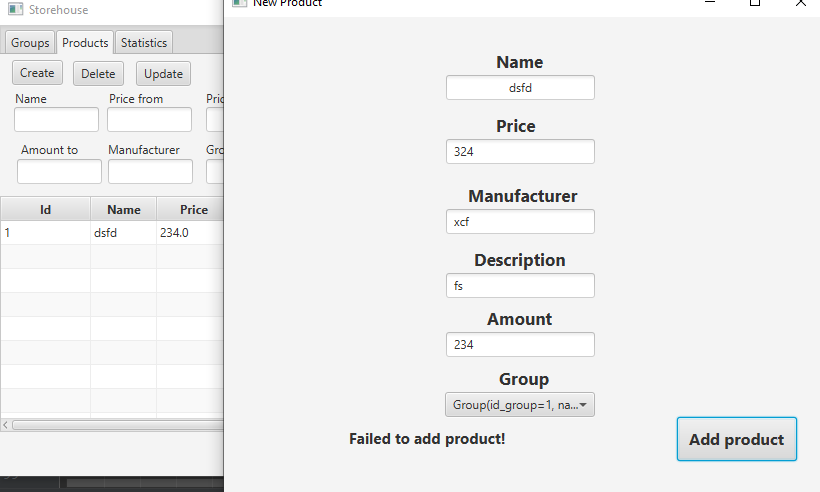 Storehouse
Groups Products Statistics
Create Delete Update
Name Price from
Amount to Manufacturer
Id Name Price
1 dsfd 234.0
New Product
Name
dsfd
Price
324
Manufacturer
xcf
Description
fs
Amount
234
Group
Group(id_group=1, na...
Failed to add product!
Add product